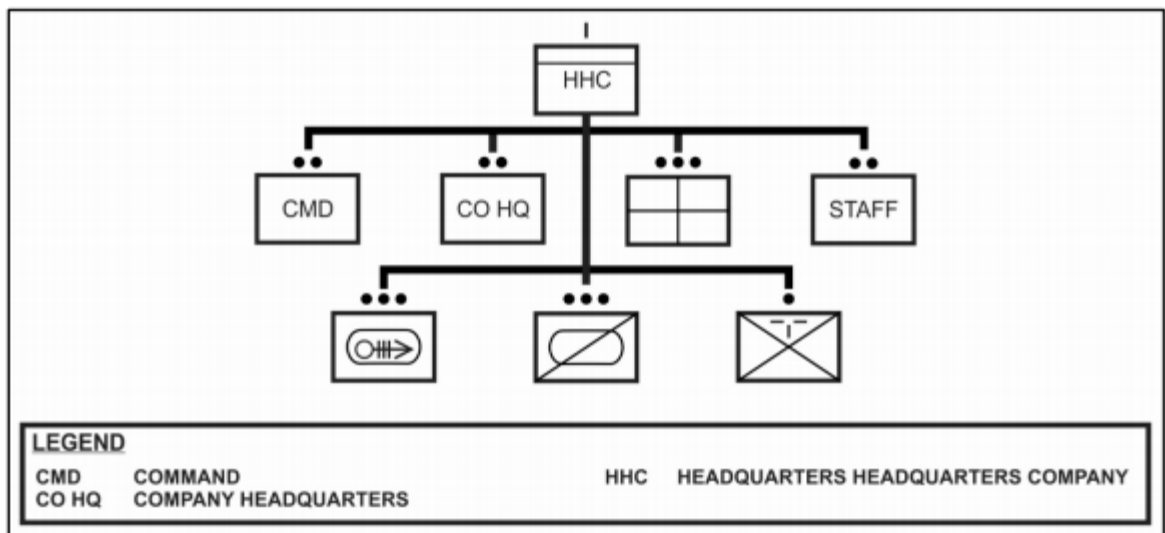 HHC
CMD
CO HQ
STAFF
LEGEND
CMD COMMAND HHC HEADQUARTERS HEADQUARTERS COMPANY
CO HQ COMPANY HEADQUARTERS